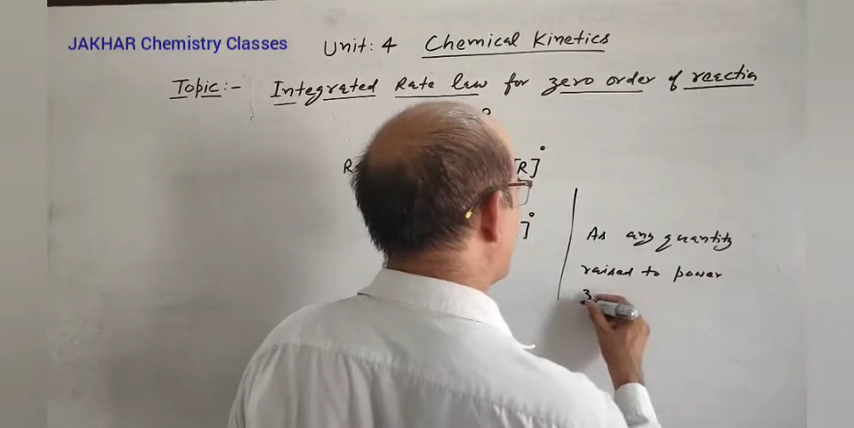 JAKHAR Chemistry Classes
Unit: 4 Chemical Kinetics
Topic:- Integrated Rate law for zero order of reactio
R
[R]°
]°
As any quantity
raised to power